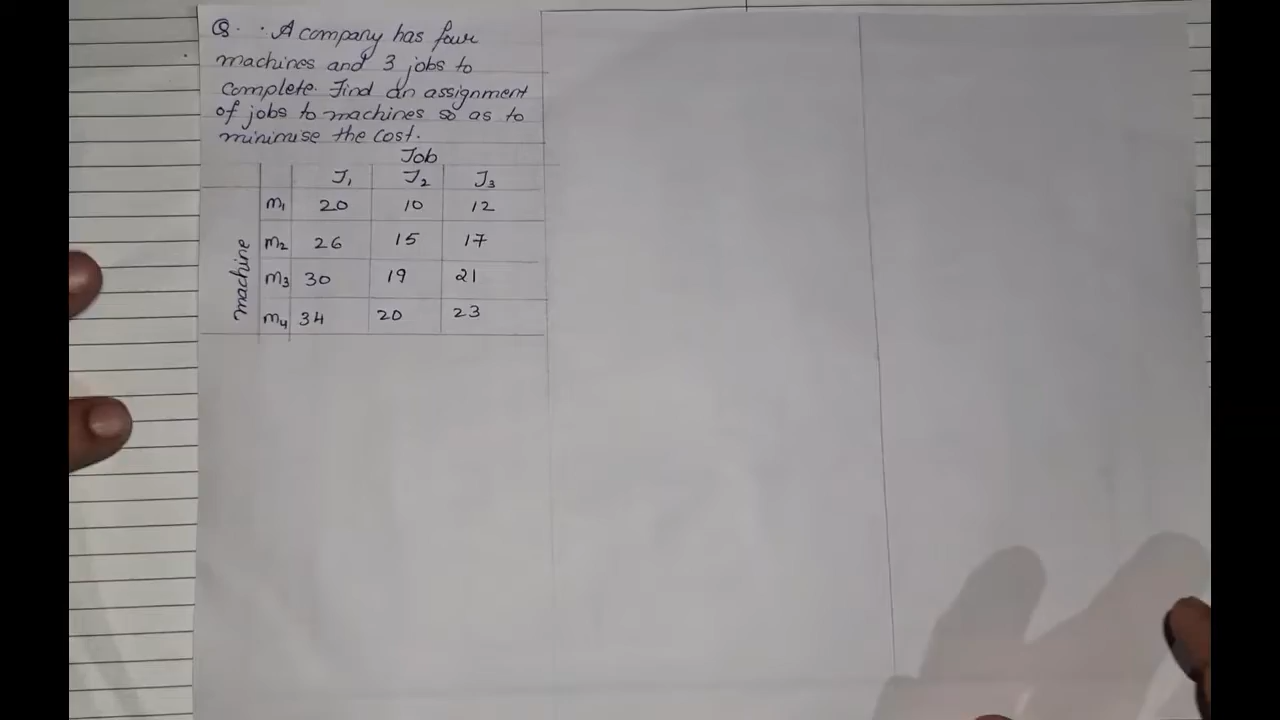 Q. . A company has four
machines and 3 jobs to
complete. Find an assignment
of jobs to machines so as to
minimise the cost.
Job
J1 J2 J3
machine
m1 20 10 12
m2 26 15 17
m3 30 19 21
m4 34 20 23